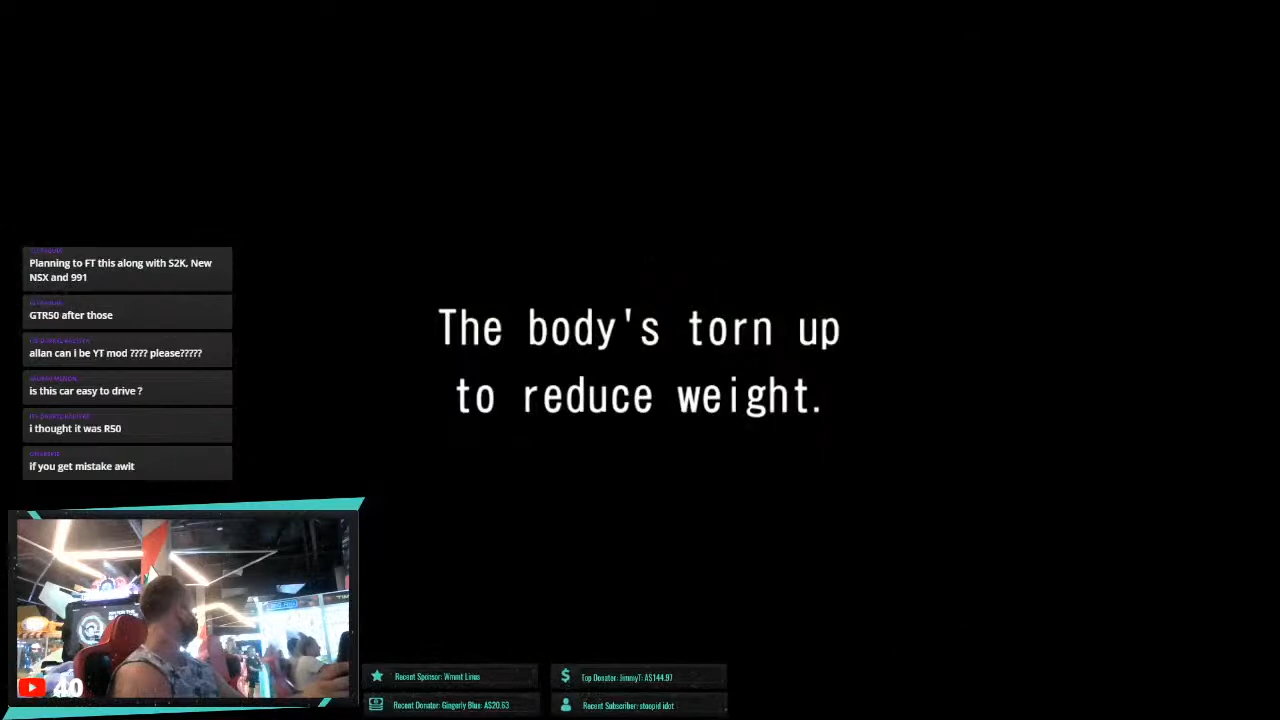 Planning to FT this along with S2K, New
NSX and 991
GTR50 after those
allan can i be YT mod ???? please?????
is this car easy to drive ?
i thought it was R50
if you get mistake awit
The body's torn up
to reduce weight.
40
Recent Sponsor: Wmnt Lines
Top Donator: JimmyT: A$144.97
Recent Donator: Gingerly Blus: A$20.63
Recent Subscriber: stoopid idot